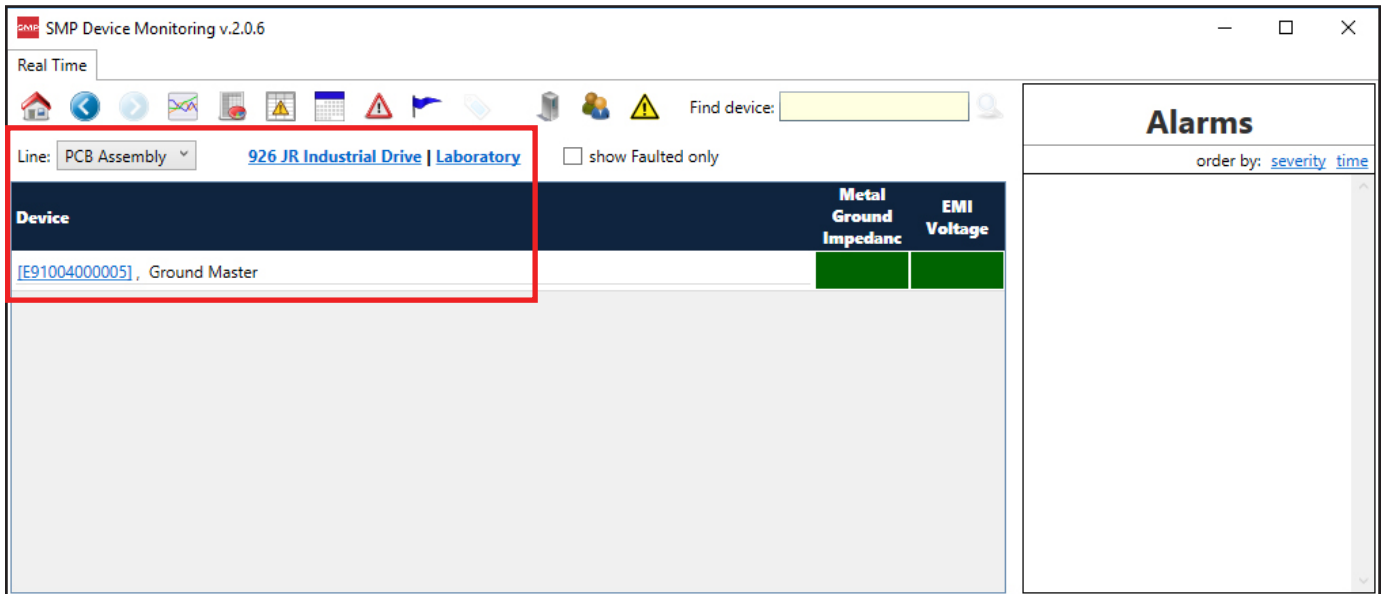 SMP SMP Device Monitoring v.2.0.6
Real Time
Find device:
Line: PCB Assembly 926 JR Industrial Drive | Laboratory show Faulted only
Device
Metal
Ground
Impedanc
EMI
Voltage
[E91004000005] , Ground Master
Alarms
order by: severity time